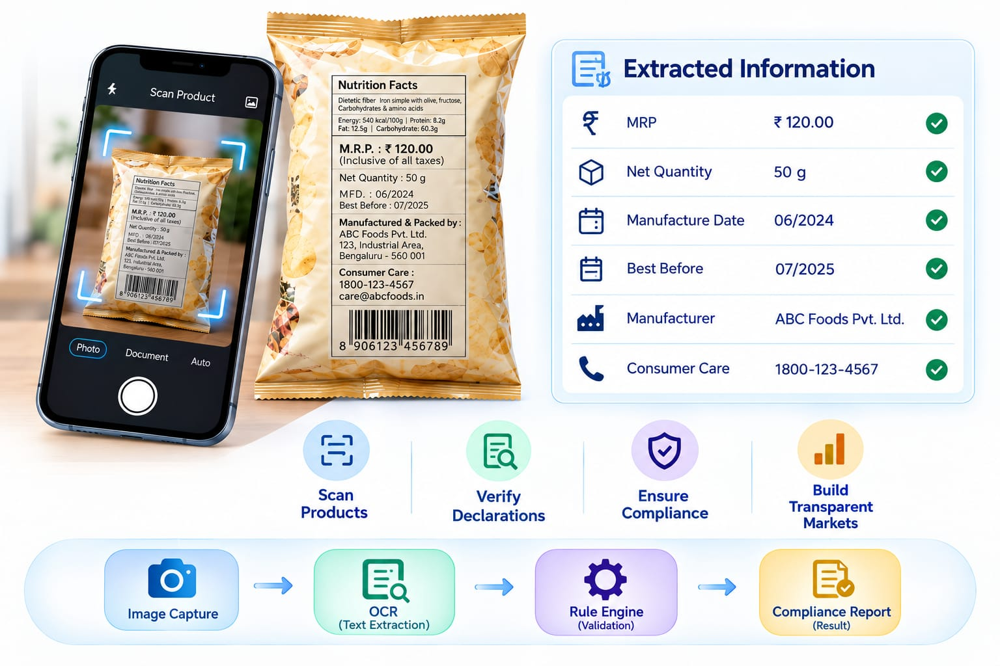 Scan Product
Nutrition Facts
M.R.P. : ₹ 120.00
(Inclusive of all taxes)
Net Quantity : 50 g
MFD. : 06/2024
Best Before : 07/2025
Manufactured & Packed by :
ABC Foods Pvt. Ltd.
123, Industrial Area,
Bengaluru - 560 001
8 906123 456789
Photo
Document
Auto
Nutrition Facts
Dietetic fiber Iron simple with olive, fructose,
Carbohydrates & amino acids
Energy: 540 kcal/100g | Protein: 8.2g
Fat: 12.5g | Carbohydrate: 60.3g
M.R.P. : ₹ 120.00
(Inclusive of all taxes)
Net Quantity : 50 g
MFD. : 06/2024
Best Before : 07/2025
Manufactured & Packed by :
ABC Foods Pvt. Ltd.
123, Industrial Area,
Bengaluru - 560 001
Consumer Care :
1800-123-4567
care@abcfoods.in
8 906123 456789
Extracted Information
MRP ₹ 120.00
Net Quantity 50 g
Manufacture Date 06/2024
Best Before 07/2025
Manufacturer ABC Foods Pvt. Ltd.
Consumer Care 1800-123-4567
Scan
Products
Verify
Declarations
Ensure
Compliance
Build
Transparent
Markets
Image Capture
OCR
(Text Extraction)
Rule Engine
(Validation)
Compliance Report
(Result)